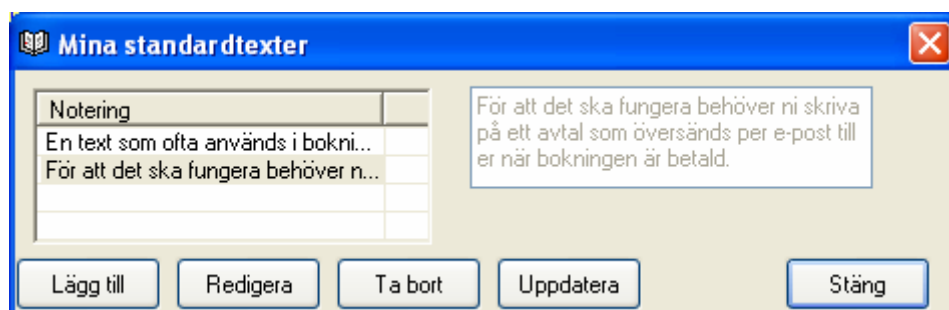 Mina standardtexter
Notering
En text som ofta används i bokni...
För att det ska fungera behöver n...
För att det ska fungera behöver ni skriva
på ett avtal som översänds per e-post till
er när bokningen är betald.
Lägg till Redigera Ta bort Uppdatera Stäng